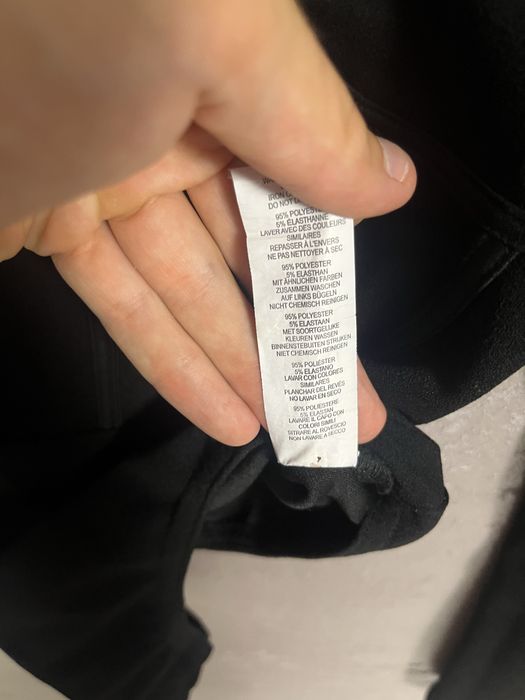 IRON
DO NOT
95% POLYESTER
5% ELASTHANNE
LAVER AVEC DES COULEURS
SIMILAIRES
REPASSER À L'ENVERS
NE PAS NETTOYER À SEC
95% POLYESTER
5% ELASTHAN
MIT ÄHNLICHEN FARBEN
ZUSAMMEN WASCHEN
AUF LINKS BÜGELN
NICHT CHEMISCH REINIGEN
95% POLYESTER
5% ELASTAAN
MET SOORTGELIJKE
KLEUREN WASSEN
BINNENSTEBUITEN STRIJKEN
NIET CHEMISCH REINIGEN
95% POLIÉSTER
5% ELASTANO
LAVAR CON COLORES
SIMILARES
PLANCHAR DEL REVÉS
NO LAVAR EN SECO
95% POLIESTERE
5% ELASTAN
LAVARE IL CAPO CON
COLORI SIMILI
STIRARE AL ROVESCIO
NON LAVARE A SECCO